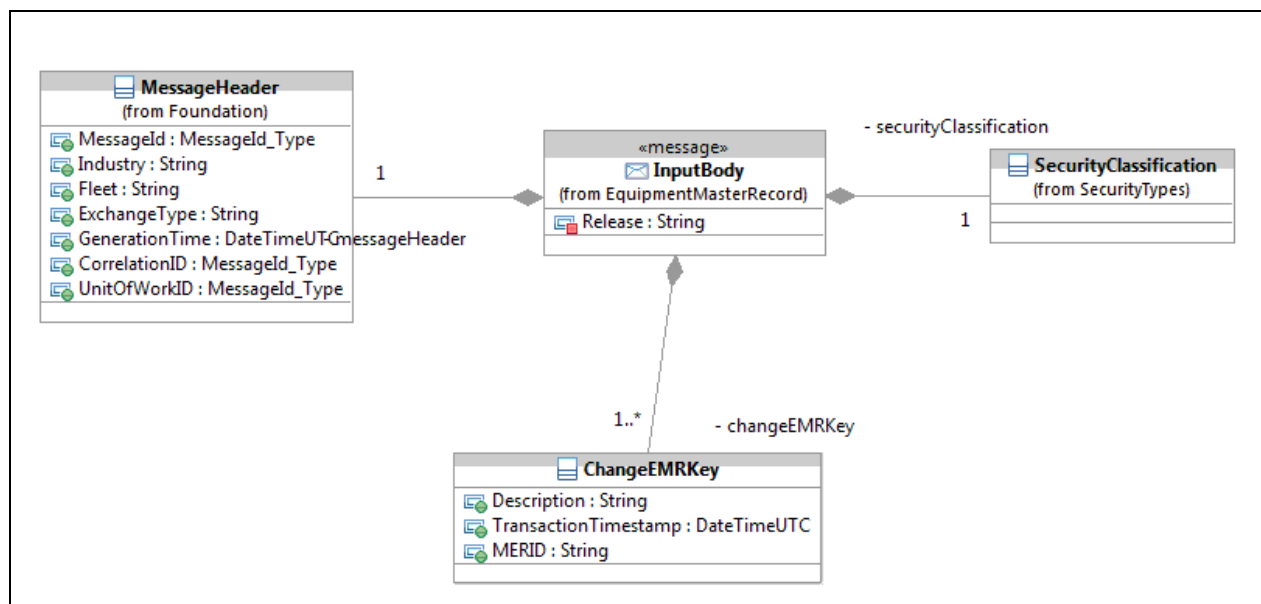 MessageHeader
(from Foundation)
MessageId : MessageId_Type
Industry : String
Fleet : String
ExchangeType : String
GenerationTime : DateTimeUTC
- messageHeader
CorrelationID : MessageId_Type
UnitOfWorkID : MessageId_Type
1
«message»
InputBody
(from EquipmentMasterRecord)
Release : String
- securityClassification
1
SecurityClassification
(from SecurityTypes)
1..*
- changeEMRKey
ChangeEMRKey
Description : String
TransactionTimestamp : DateTimeUTC
MERID : String